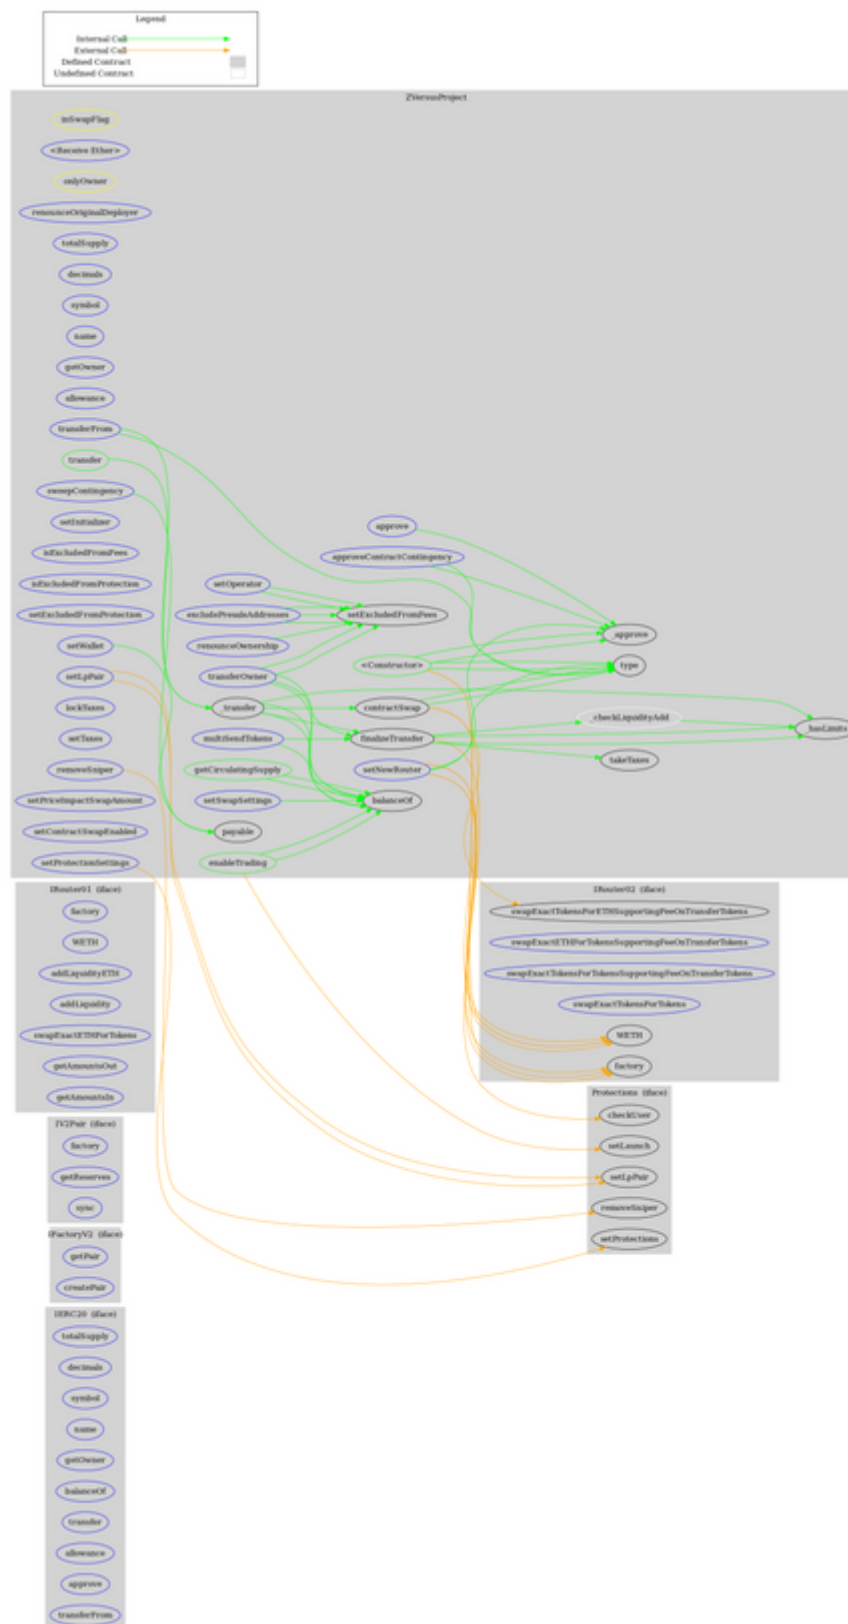 Legend
Internal Call
External Call
Defined Contract
Undefined Contract
ZVersusProject
inSwapFlag
<Receive Ether>
onlyOwner
renounceOriginalDeployer
totalSupply
decimals
symbol
name
getOwner
allowance
transferFrom
transfer
sweepContingency
setInitializer
isExcludedFromFees
isExcludedFromProtection
setExcludedFromProtection
setWallet
setLpPair
lockTaxes
setTaxes
removeSniper
setPriceImpactSwapAmount
setContractSwapEnabled
setProtectionSettings
setOperator
excludePresaleAddresses
renounceOwnership
transferOwner
_transfer
multiSendTokens
getCirculatingSupply
setSwapSettings
payable
enableTrading
approve
approveContractContingency
setExcludedFromFees
<Constructor>
contractSwap
finalizeTransfer
setNewRouter
balanceOf
_approve
type
_checkLiquidityAdd
takeTaxes
_hasLimits
IRouter01 (iface)
factory
WETH
addLiquidityETH
addLiquidity
swapExactETHForTokens
getAmountsOut
getAmountsIn
IRouter02 (iface)
swapExactTokensForETHSupportingFeeOnTransferTokens
swapExactETHForTokensSupportingFeeOnTransferTokens
swapExactTokensForTokensSupportingFeeOnTransferTokens
swapExactTokensForTokens
WETH
factory
Protections (iface)
checkUser
setLaunch
setLpPair
removeSniper
setProtections
IV2Pair (iface)
factory
getReserves
sync
IFactoryV2 (iface)
getPair
createPair
IERC20 (iface)
totalSupply
decimals
symbol
name
getOwner
balanceOf
transfer
allowance
approve
transferFrom